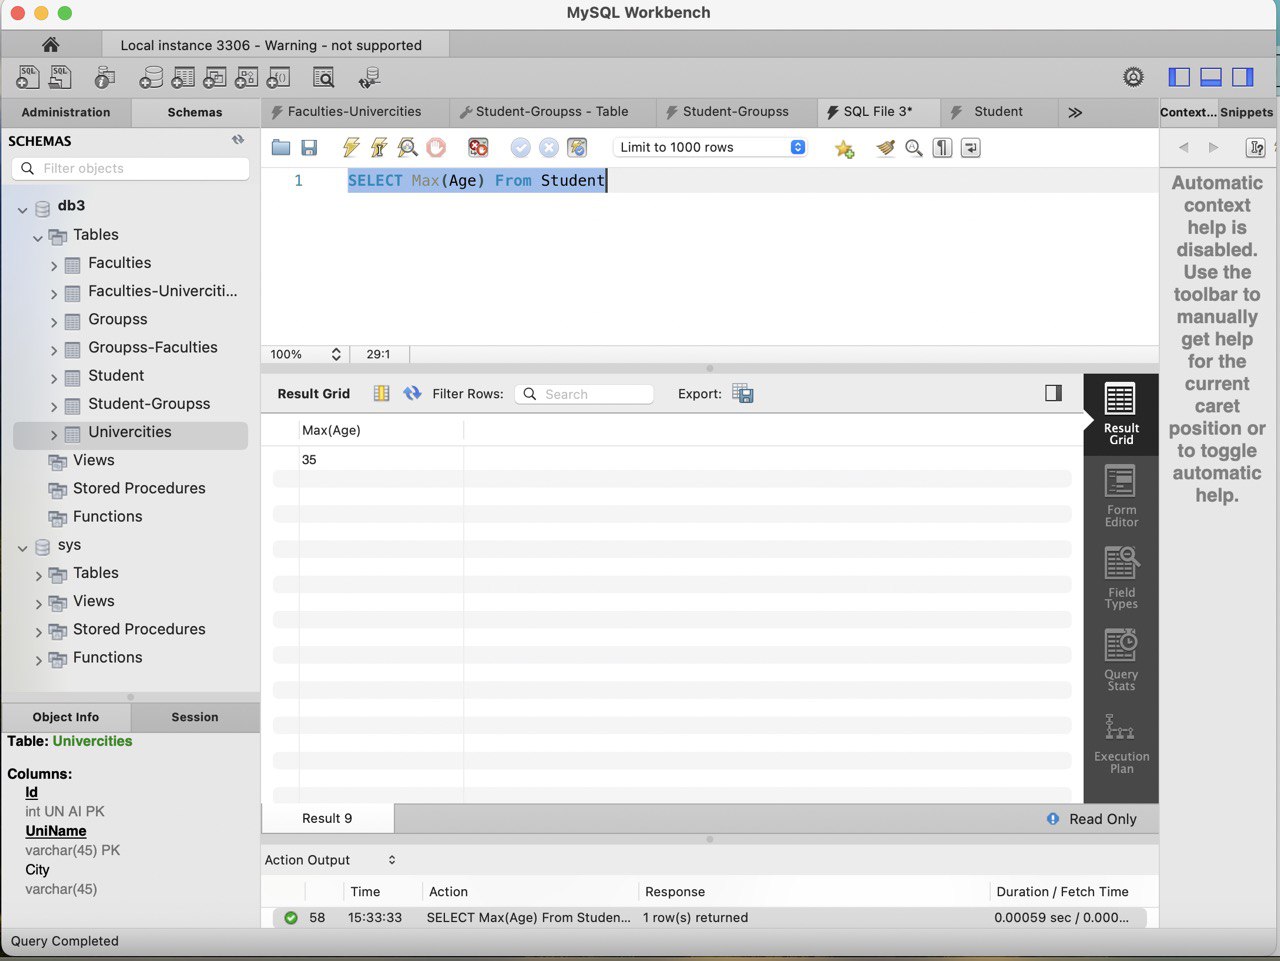 MySQL Workbench
Local instance 3306 - Warning - not supported
Administration
Schemas
Faculties-Univercities
Student-Groupss - Table
Student-Groupss
SQL File 3*
Student
Context...
Snippets
SCHEMAS
Filter objects
Limit to 1000 rows
1 SELECT Max(Age) From Student
db3
Tables
Faculties
Faculties-Univerciti...
Groupss
Groupss-Faculties
Student
Student-Groupss
Univercities
Views
Stored Procedures
Functions
sys
Tables
Views
Stored Procedures
Functions
Automatic
context
help is
disabled.
Use the
toolbar to
manually
get help
for the
current
caret
position or
to toggle
automatic
help.
100%
29:1
Result Grid
Filter Rows:
Search
Export:
Max(Age)
35
Result
Grid
Form
Editor
Field
Types
Query
Stats
Execution
Plan
Object Info
Session
Table: Univercities
Columns:
Id
int UN AI PK
UniName
varchar(45) PK
City
varchar(45)
Result 9
Read Only
Action Output
Time
Action
Response
Duration / Fetch Time
58
15:33:33
SELECT Max(Age) From Studen...
1 row(s) returned
0.00059 sec / 0.000...
Query Completed